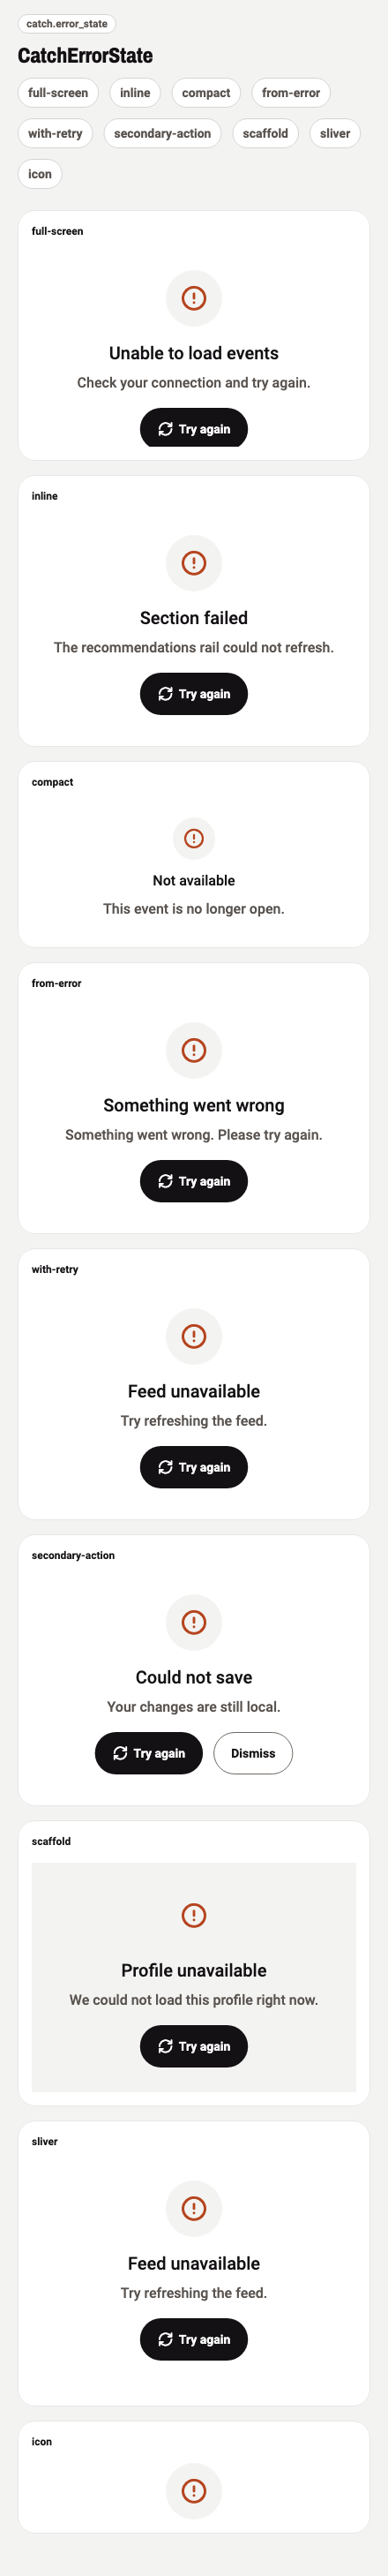 catch.error_state
CatchErrorState
full-screen
inline
compact
from-error
with-retry
secondary-action
scaffold
sliver
icon
full-screen
Unable to load events
Check your connection and try again.
Try again
inline
Section failed
The recommendations rail could not refresh.
Try again
compact
Not available
This event is no longer open.
from-error
Something went wrong
Something went wrong. Please try again.
Try again
with-retry
Feed unavailable
Try refreshing the feed.
Try again
secondary-action
Could not save
Your changes are still local.
Try again
Dismiss
scaffold
Profile unavailable
We could not load this profile right now.
Try again
sliver
Feed unavailable
Try refreshing the feed.
Try again
icon